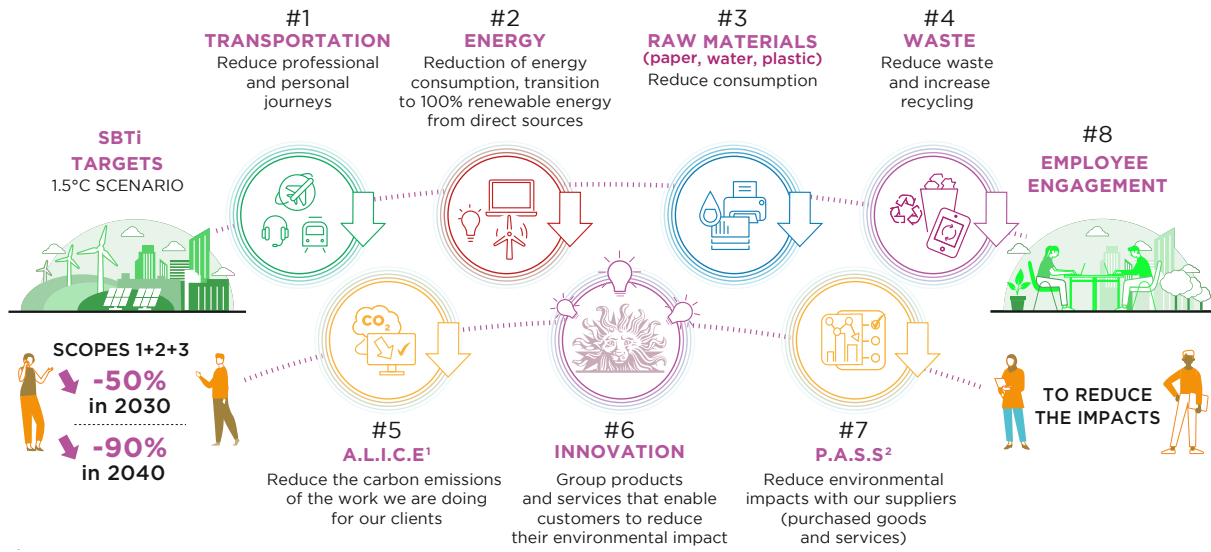 #1
TRANSPORTATION
Reduce professional
and personal
journeys
#2
ENERGY
Reduction of energy
consumption, transition
to 100% renewable energy
from direct sources
#3
RAW MATERIALS
(paper, water, plastic)
Reduce consumption
#4
WASTE
Reduce waste
and increase
recycling
SBTi
TARGETS
1.5°C SCENARIO
#8
EMPLOYEE
ENGAGEMENT
CO2
SCOPES 1+2+3
-50%
in 2030
-90%
in 2040
TO REDUCE
THE IMPACTS
#5
A.L.I.C.E¹
Reduce the carbon emissions
of the work we are doing
for our clients
#6
INNOVATION
Group products
and services that enable
customers to reduce
their environmental impact
#7
P.A.S.S²
Reduce environmental
impacts with our suppliers
(purchased goods
and services)